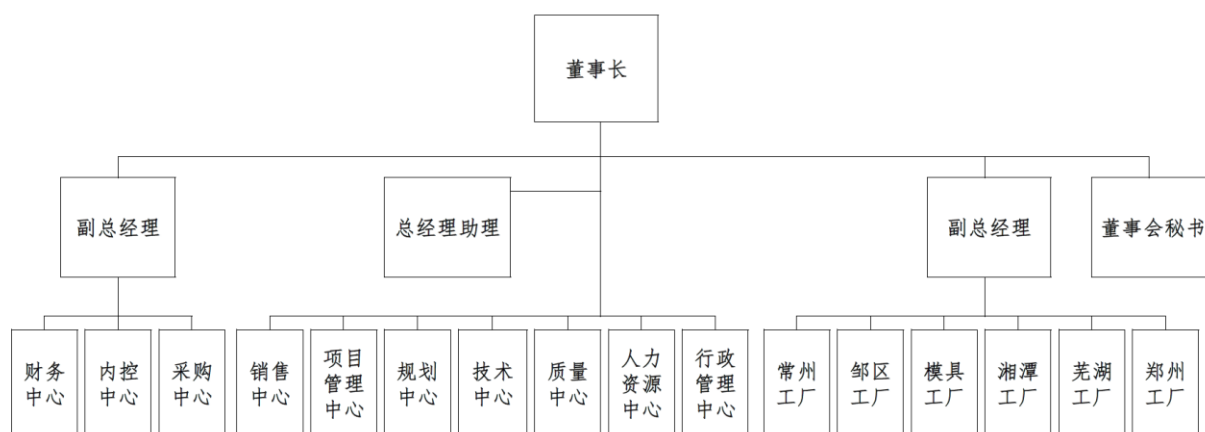 董事长
副总经理
总经理助理
副总经理
董事会秘书
财务
中心
内控
中心
采购
中心
销售
中心
项目
管理
中心
规划
中心
技术
中心
质量
中心
人力
资源
中心
行政
管理
中心
常州
工厂
邹区
工厂
模具
工厂
湘潭
工厂
芜湖
工厂
郑州
工厂